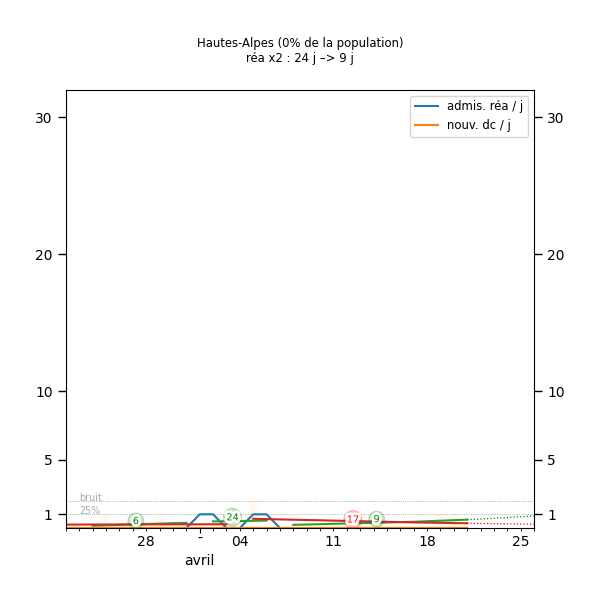 Hautes-Alpes (0% de la population)
réa x2 : 24 j –> 9 j
admis. réa / j
nouv. dc / j
30 30
20 20
10 10
5 5
bruit
25%
1 1
6 24 17 9
28 - 04 11 18 25
avril